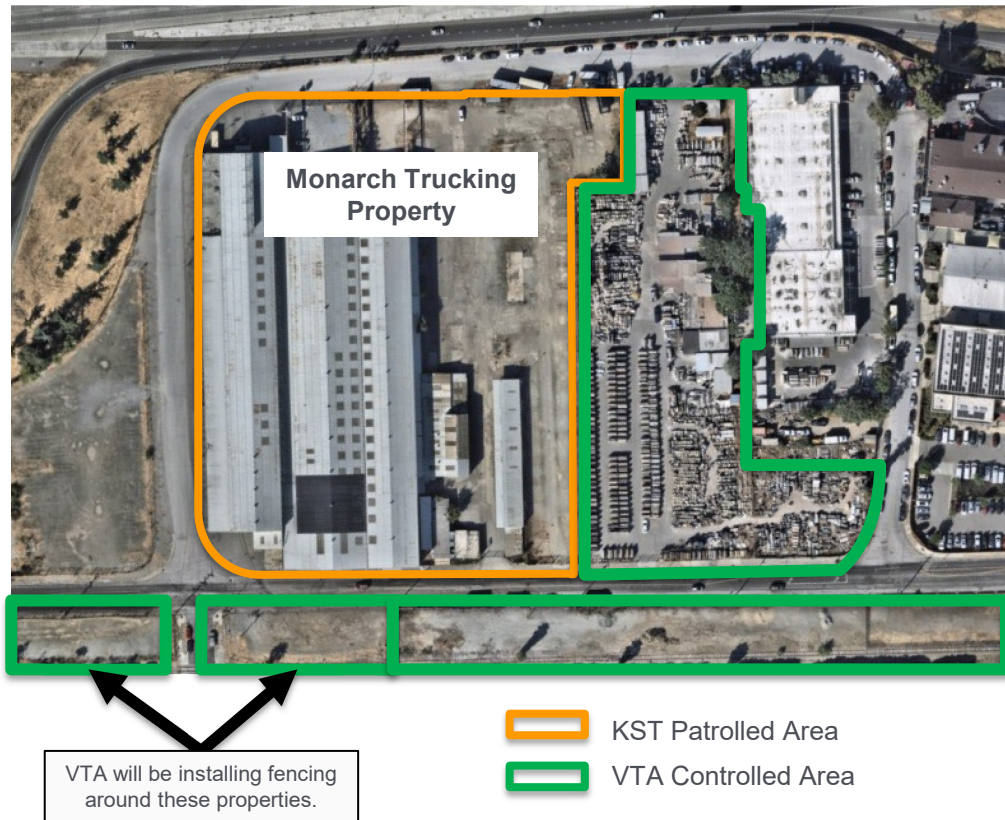 Monarch Trucking
Property
KST Patrolled Area
VTA Controlled Area
VTA will be installing fencing
around these properties.